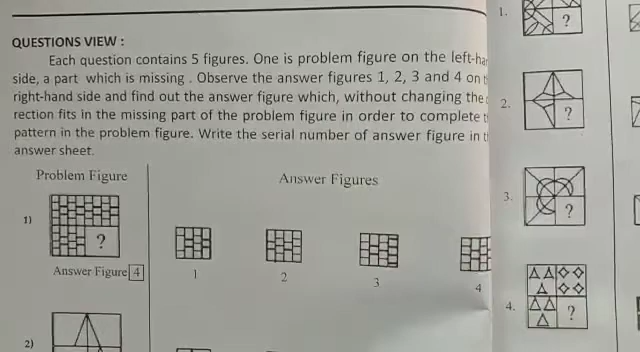 QUESTIONS VIEW :
Each question contains 5 figures. One is problem figure on the left-
side, a part which is missing . Observe the answer figures 1, 2, 3 and 4 on
right-hand side and find out the answer figure which, without changing the
rection fits in the missing part of the problem figure in order to complete
pattern in the problem figure. Write the serial number of answer figure in
answer sheet.
Problem Figure
Answer Figures
1)
?
Answer Figure 4
1
2
3
4
2)
1.
?
2.
?
3.
?
4.
?